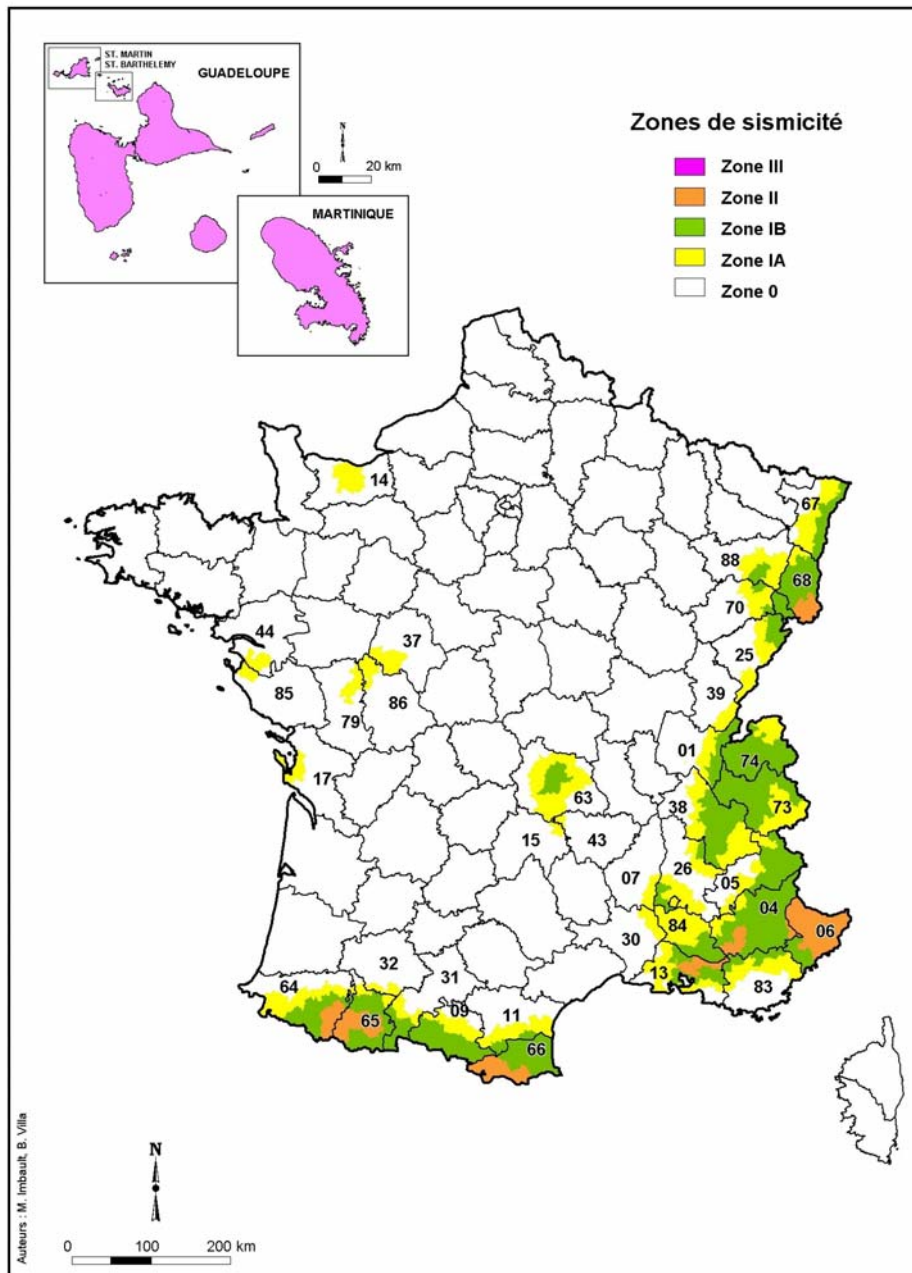 ST. MARTIN
ST. BARTHELEMY
GUADELOUPE
N
0 20 km
MARTINIQUE
Zones de sismicité
Zone III
Zone II
Zone IB
Zone IA
Zone 0
14
67
88
68
70
44
37
25
85
79
86
39
01
74
17
63
38
73
15
43
26
05
07
04
84
06
30
32
31
13
83
64
09
11
65
66
Auteurs : M. Imbault, B. Villa
N
0 100 200 km